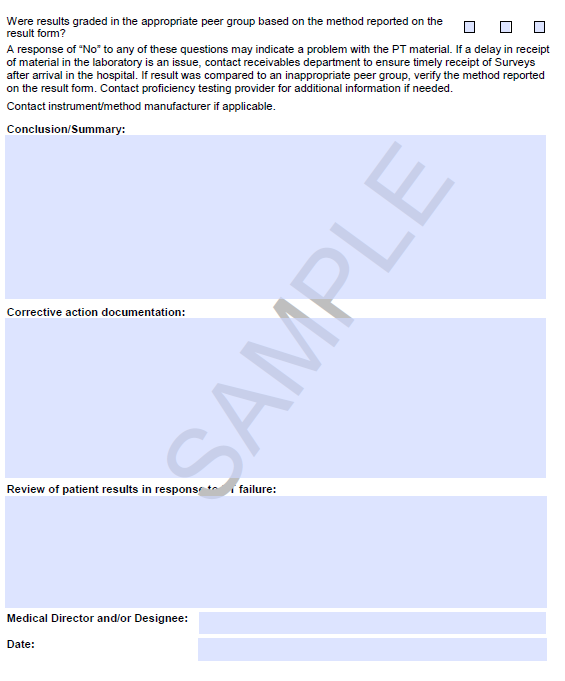 Were results graded in the appropriate peer group based on the method reported on the
result form?
A response of “No” to any of these questions may indicate a problem with the PT material. If a delay in receipt
of material in the laboratory is an issue, contact receivables department to ensure timely receipt of Surveys
after arrival in the hospital. If result was compared to an inappropriate peer group, verify the method reported
on the result form. Contact proficiency testing provider for additional information if needed.
Contact instrument/method manufacturer if applicable.
Conclusion/Summary:
SAMPLE
Corrective action documentation:
Review of patient results in response to failure:
Medical Director and/or Designee:
Date: